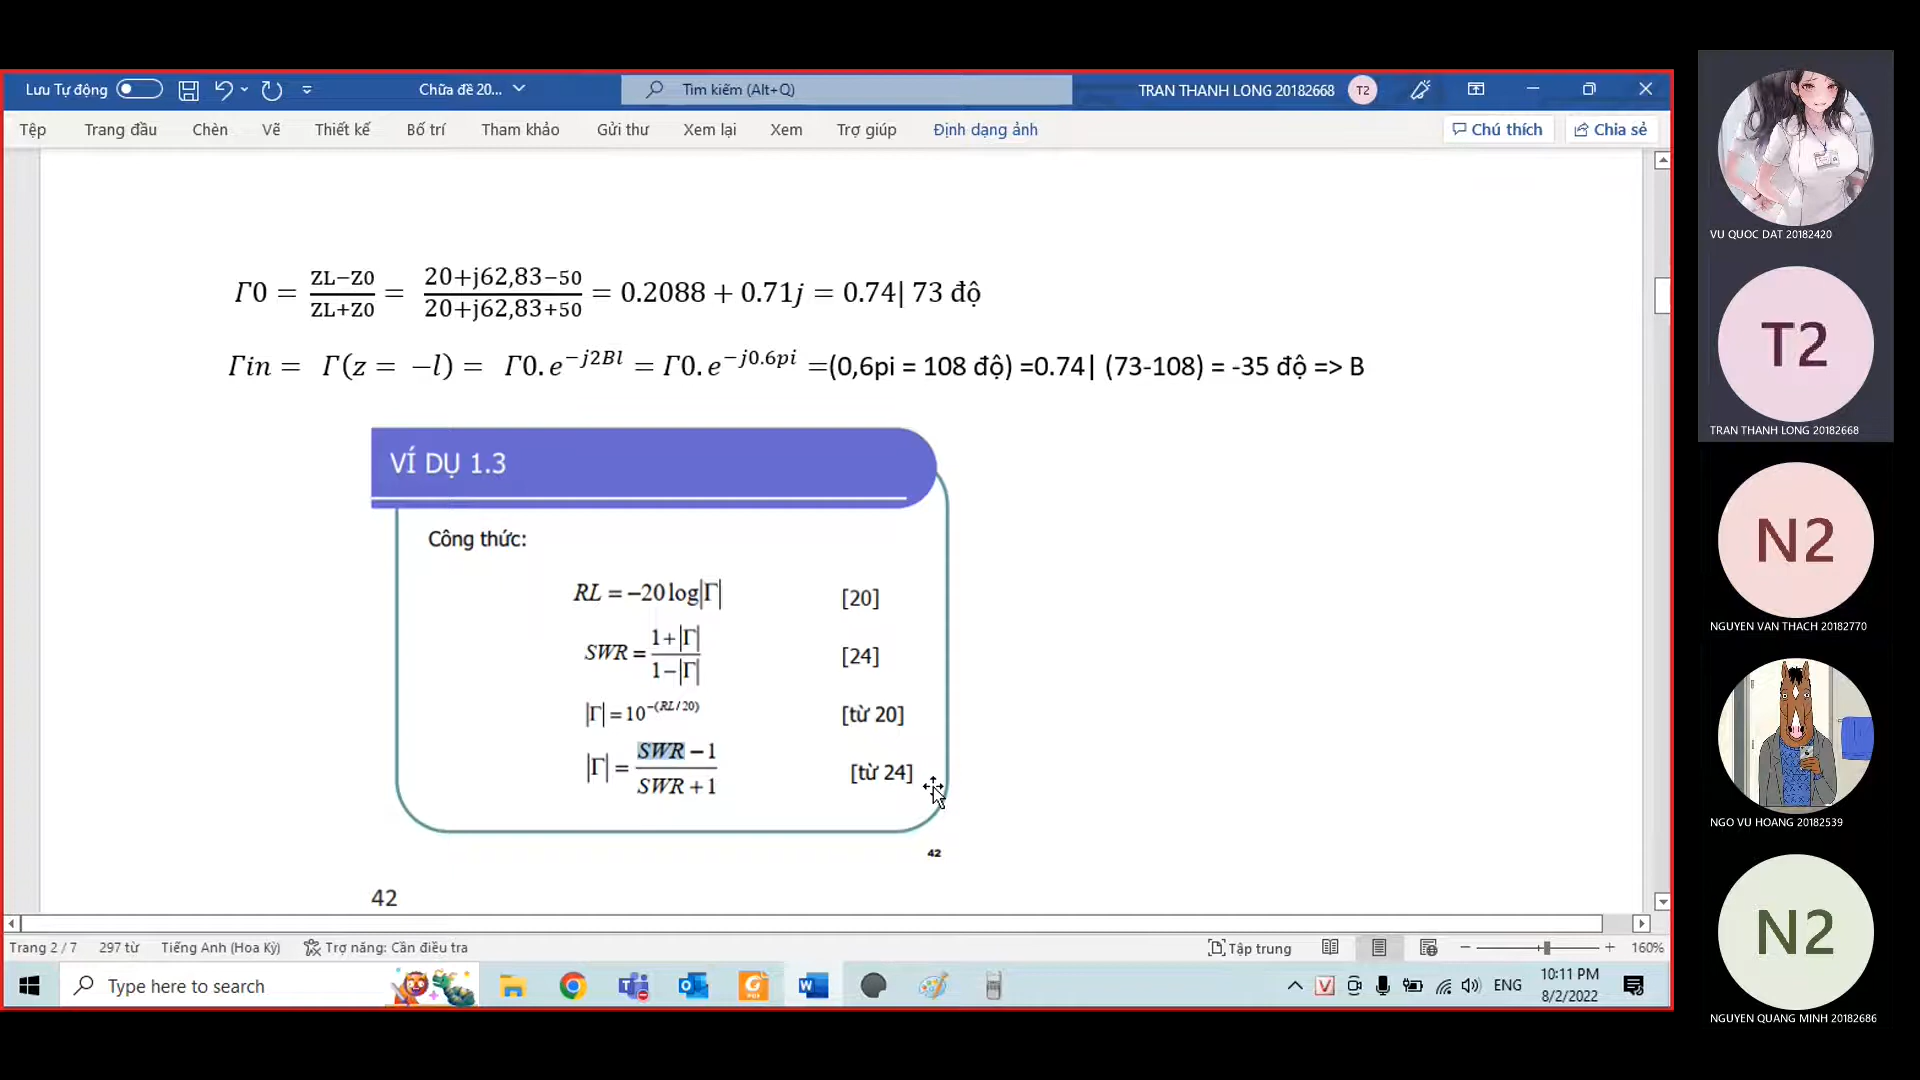 Lưu Tự động
Chữa đề 20...
Tìm kiếm (Alt+Q)
TRAN THANH LONG 20182668
T2
Tệp Trang đầu Chèn Vẽ Thiết kế Bố trí Tham khảo Gửi thư Xem lại Xem Trợ giúp Định dạng ảnh
Chú thích
Chia sẻ
Γ0 = (ZL−Z0)/(ZL+Z0) = (20+j62,83−50)/(20+j62,83+50) = 0.2088 + 0.71j = 0.74| 73 độ
Γin = Γ(z = −l) = Γ0. e^{−j2Bl} = Γ0. e^{−j0.6pi} =(0,6pi = 108 độ) =0.74| (73-108) = -35 độ => B
VÍ DỤ 1.3
Công thức:
RL = −20 log|Γ| [20]
SWR = (1+|Γ|)/(1−|Γ|) [24]
|Γ| = 10^{−(RL/20)} [từ 20]
|Γ| = (SWR −1)/(SWR +1) [từ 24]
42
42
Trang 2 / 7 297 từ Tiếng Anh (Hoa Kỳ) Trợ năng: Cần điều tra
Tập trung
160%
Type here to search
ENG
10:11 PM
8/2/2022
VU QUOC DAT 20182420
T2
TRAN THANH LONG 20182668
N2
NGUYEN VAN THACH 20182770
NGO VU HOANG 20182539
N2
NGUYEN QUANG MINH 20182686